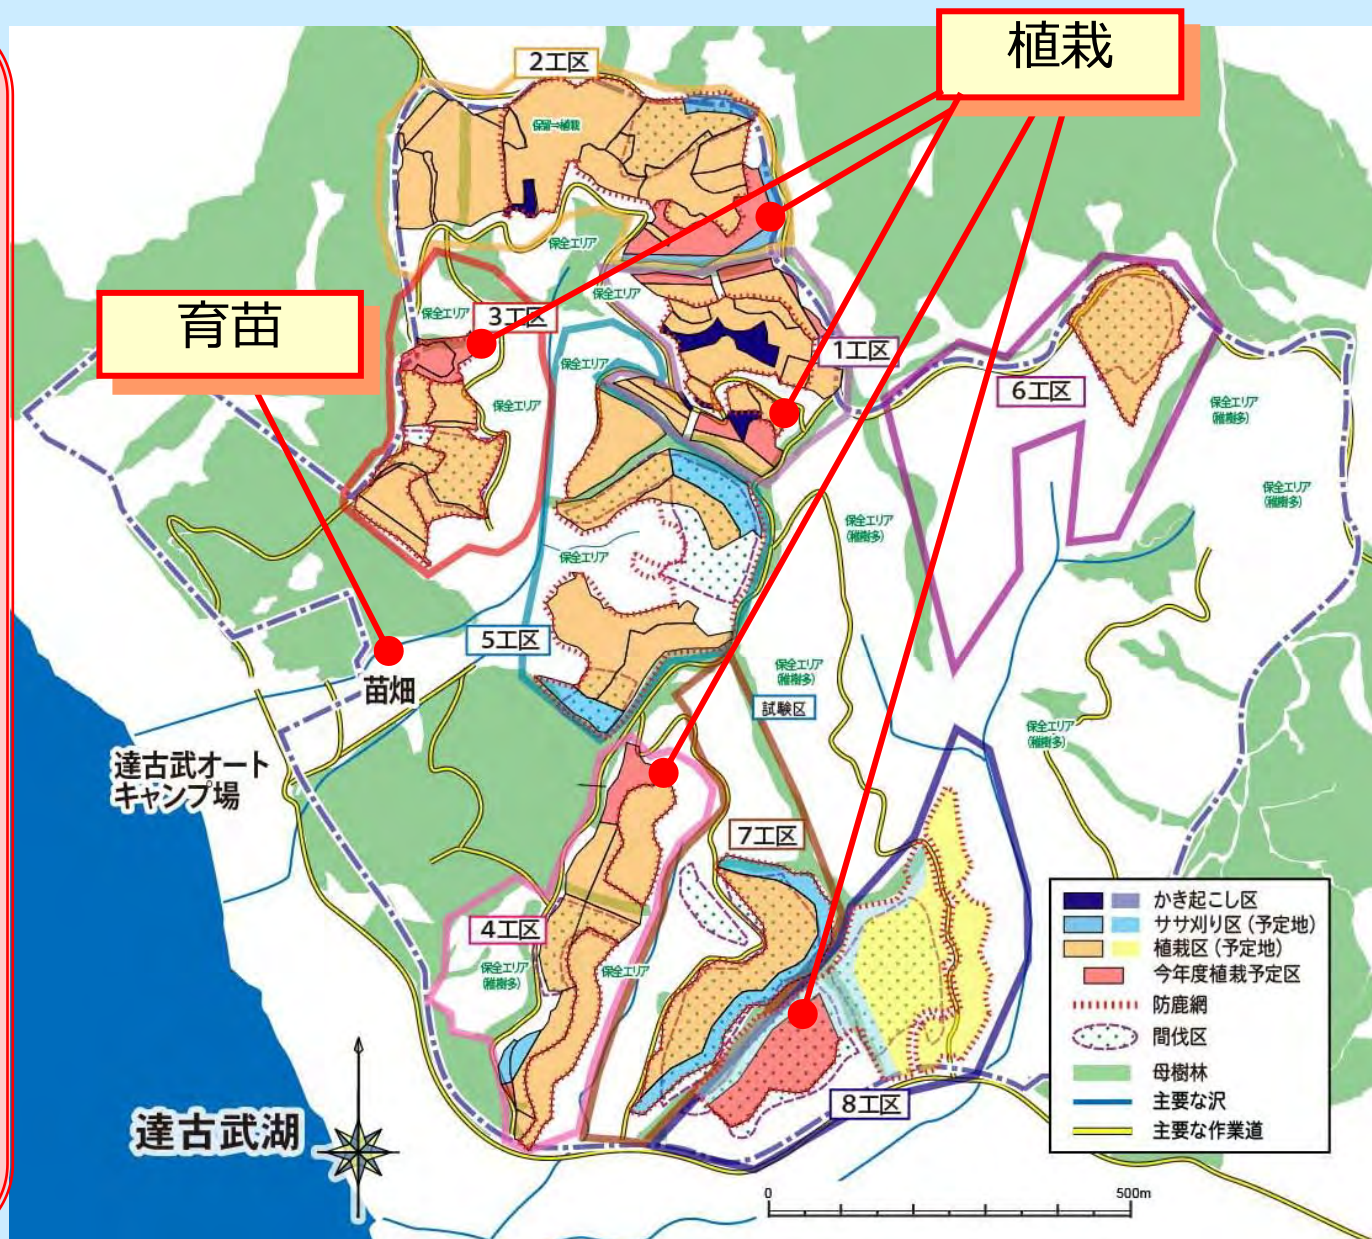 植栽
2工区
保留⇒植栽
保全エリア
保全エリア
育苗
保全エリア
3工区
1工区
保全エリア
6工区
保全エリア
保全エリア
(稚樹多)
保全エリア
(稚樹多)
保全エリア
(稚樹多)
保全エリア
5工区
苗畑
保全エリア
(稚樹多)
試験区
保全エリア
(稚樹多)
達古武オート
キャンプ場
7工区
4工区
保全エリア
(稚樹多)
保全エリア
かき起こし区
ササ刈り区(予定地)
植栽区(予定地)
今年度植栽予定区
防鹿網
間伐区
母樹林
主要な沢
主要な作業道
8工区
達古武湖
0
500m